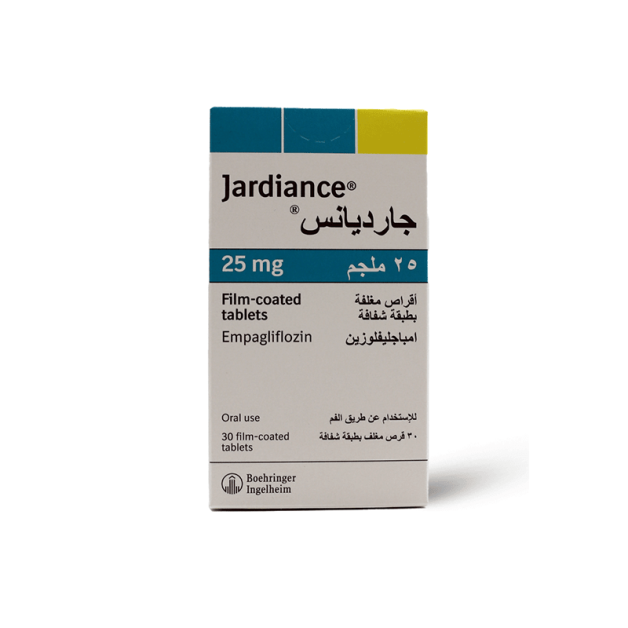 Jardiance®
جارديانس®
25 mg
٢٥ ملجم
Film-coated
tablets
أقراص مغلفة
بطبقة شفافة
Empagliflozin
امباجليفلوزين
Oral use
للإستخدام عن طريق الفم
30 film-coated
tablets
٣٠ قرص مغلف بطبقة شفافة
Boehringer
Ingelheim